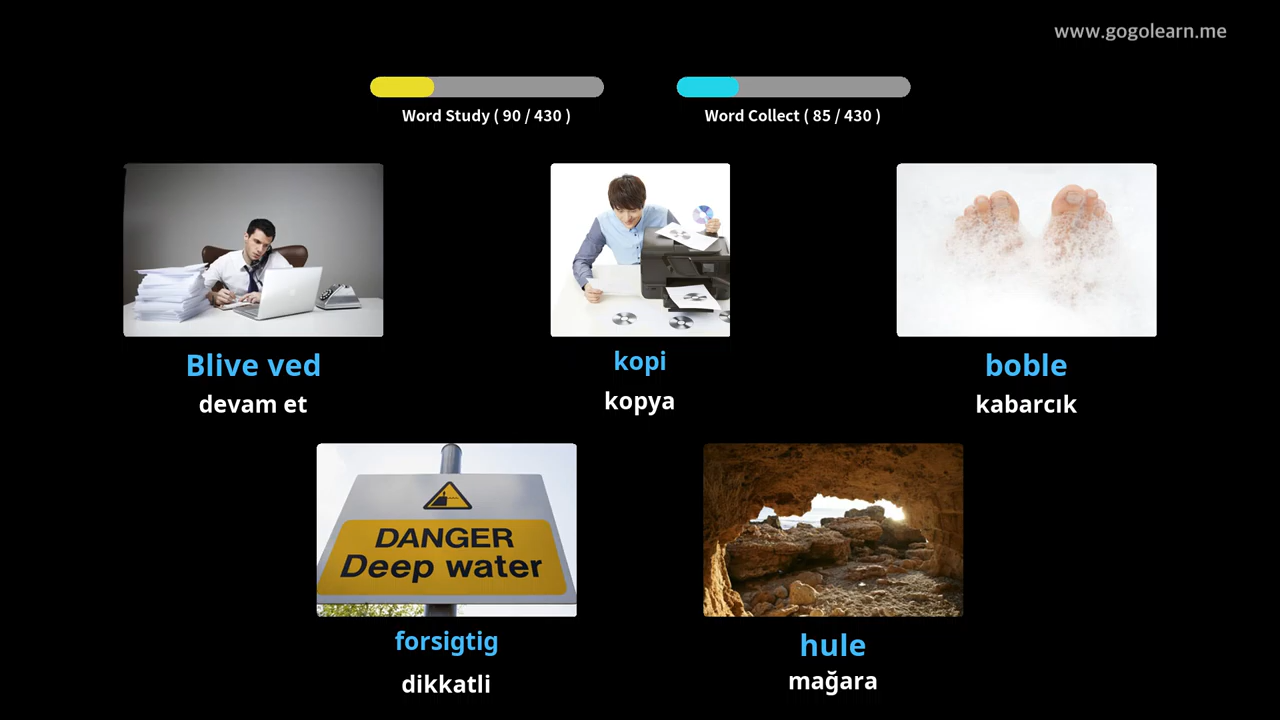 www.gogolearn.me
Word Study ( 90 / 430 )
Word Collect ( 85 / 430 )
Blive ved
devam et
kopi
kopya
boble
kabarcık
DANGER
Deep water
forsigtig
dikkatli
hule
mağara